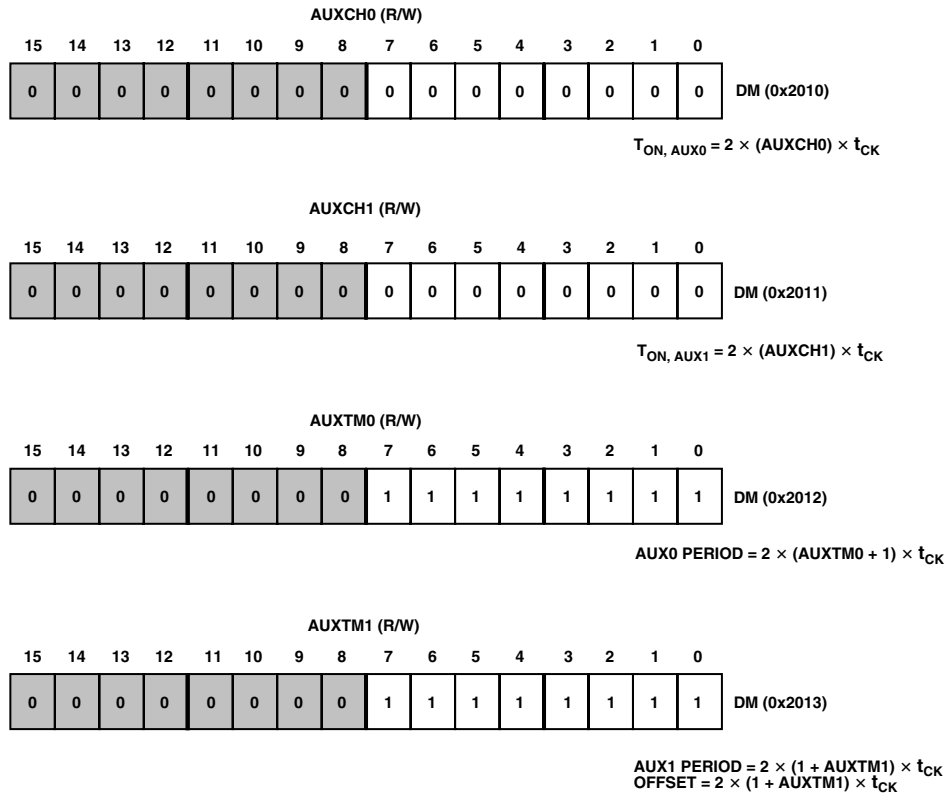 AUXCH0 (R/W)
15 14 13 12 11 10 9 8 7 6 5 4 3 2 1 0
0 0 0 0 0 0 0 0 0 0 0 0 0 0 0 0 DM (0x2010)
TON, AUX0 = 2 × (AUXCH0) × tCK
AUXCH1 (R/W)
15 14 13 12 11 10 9 8 7 6 5 4 3 2 1 0
0 0 0 0 0 0 0 0 0 0 0 0 0 0 0 0 DM (0x2011)
TON, AUX1 = 2 × (AUXCH1) × tCK
AUXTM0 (R/W)
15 14 13 12 11 10 9 8 7 6 5 4 3 2 1 0
0 0 0 0 0 0 0 0 1 1 1 1 1 1 1 1 DM (0x2012)
AUX0 PERIOD = 2 × (AUXTM0 + 1) × tCK
AUXTM1 (R/W)
15 14 13 12 11 10 9 8 7 6 5 4 3 2 1 0
0 0 0 0 0 0 0 0 1 1 1 1 1 1 1 1 DM (0x2013)
AUX1 PERIOD = 2 × (1 + AUXTM1) × tCK
OFFSET = 2 × (1 + AUXTM1) × tCK